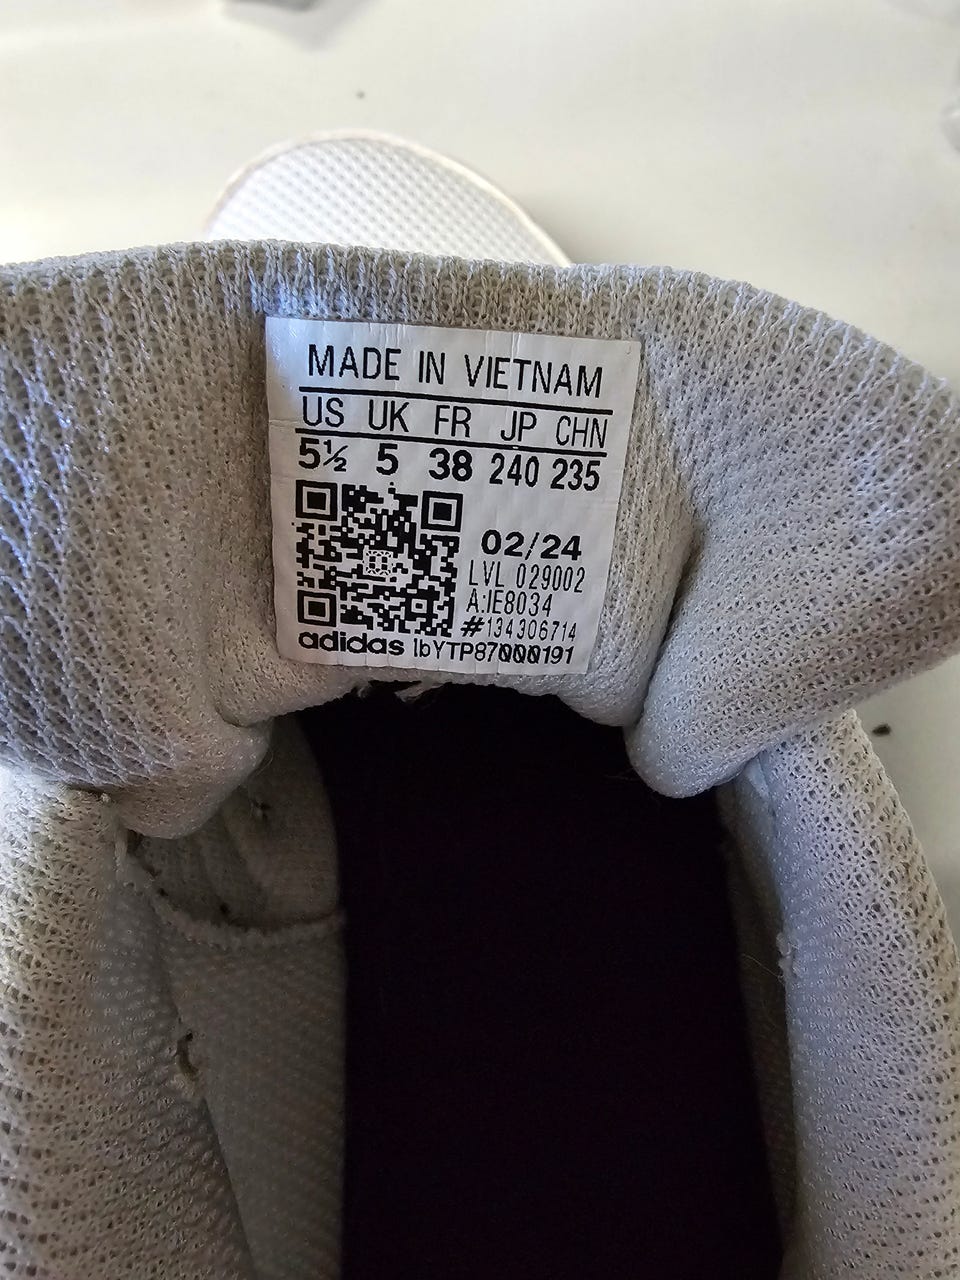 MADE IN VIETNAM
US UK FR JP CHN
5½ 5 38 240 235
02/24
LVL 029002
A:IE8034
#134306714
adidas lbYTP87000191